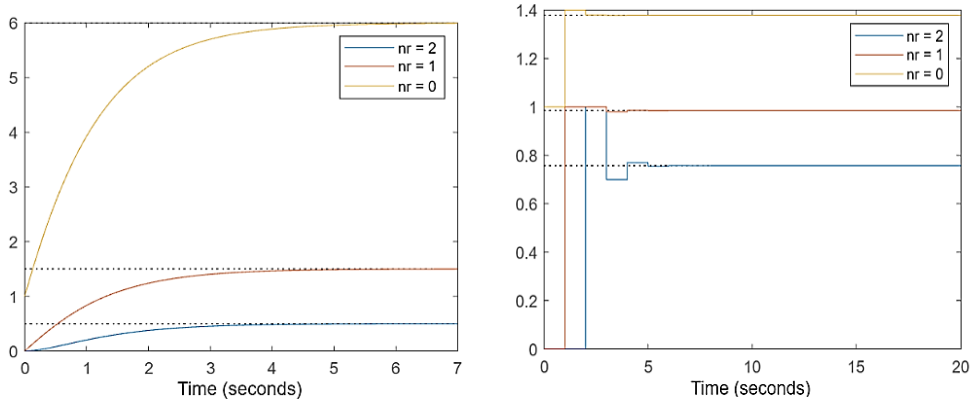 6
5
4
3
2
1
0
nr = 2
nr = 1
nr = 0
0 1 2 3 4 5 6 7
Time (seconds)
1.4
1.2
1
0.8
0.6
0.4
0.2
0
nr = 2
nr = 1
nr = 0
0 5 10 15 20
Time (seconds)